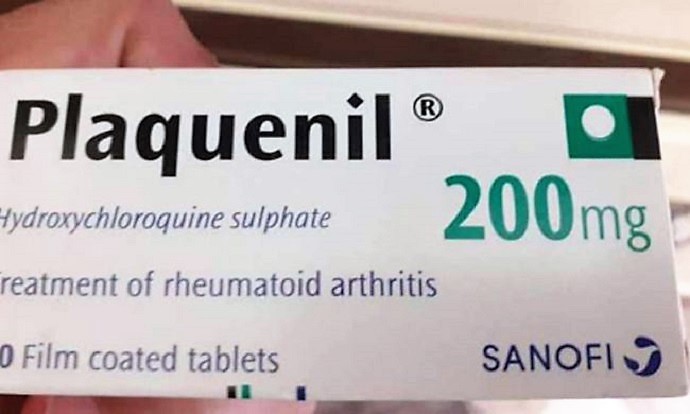 Plaquenil ®
200mg
Hydroxychloroquine sulphate
reatment of rheumatoid arthritis
0 Film coated tablets
SANOFI